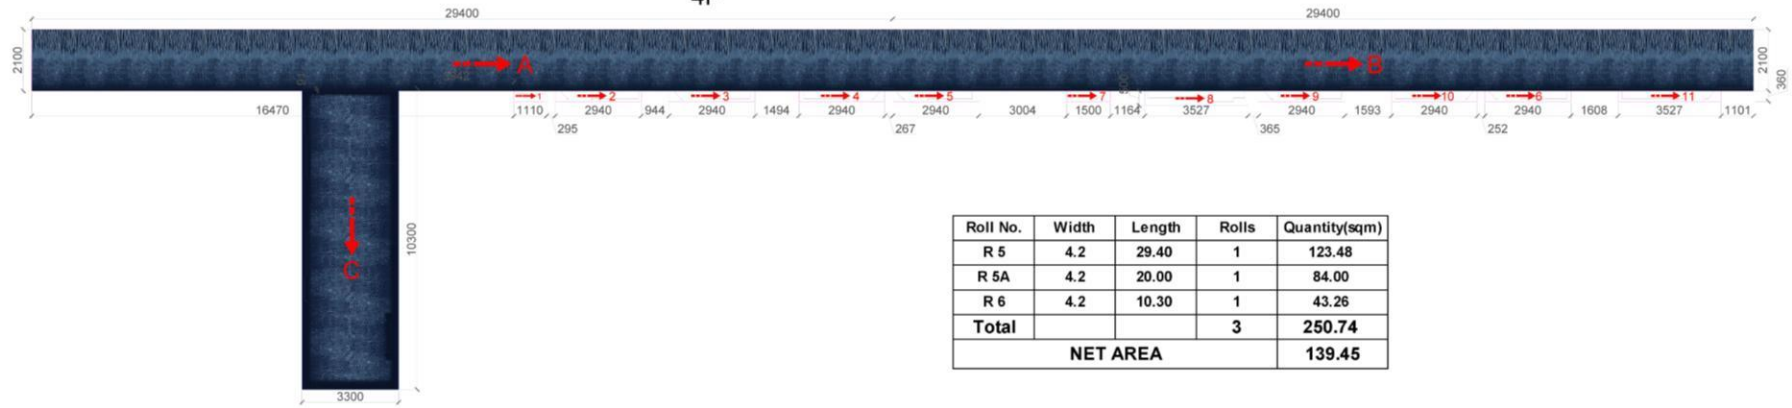 29400 29400
2100 A B 2100
360
1 2 3 4 5 7 8 9 10 6 11
16470 1110 2940 944 2940 1494 2940 2940 3004 1500 1164 3527 2940 1593 2940 2940 1608 3527 1101
295 267 365 252
10300
C
3300
Roll No. Width Length Rolls Quantity(sqm)
R 5 4.2 29.40 1 123.48
R 5A 4.2 20.00 1 84.00
R 6 4.2 10.30 1 43.26
Total 3 250.74
NET AREA 139.45